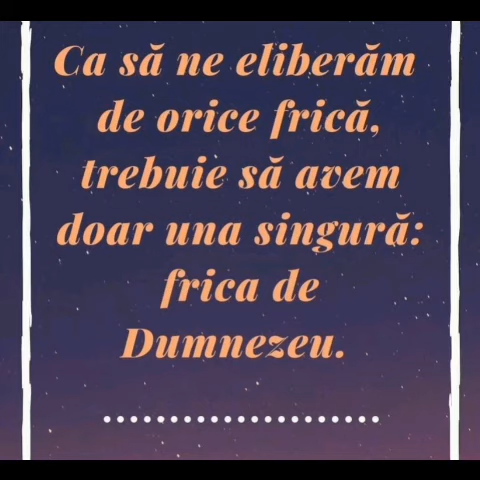 Ca să ne eliberăm
de orice frică,
trebuie să avem
doar una singură:
frica de
Dumnezeu.
.....................